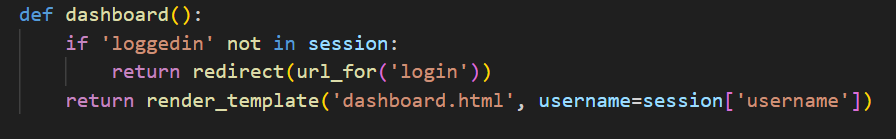 def dashboard():
    if 'loggedin' not in session:
        return redirect(url_for('login'))
    return render_template('dashboard.html', username=session['username'])